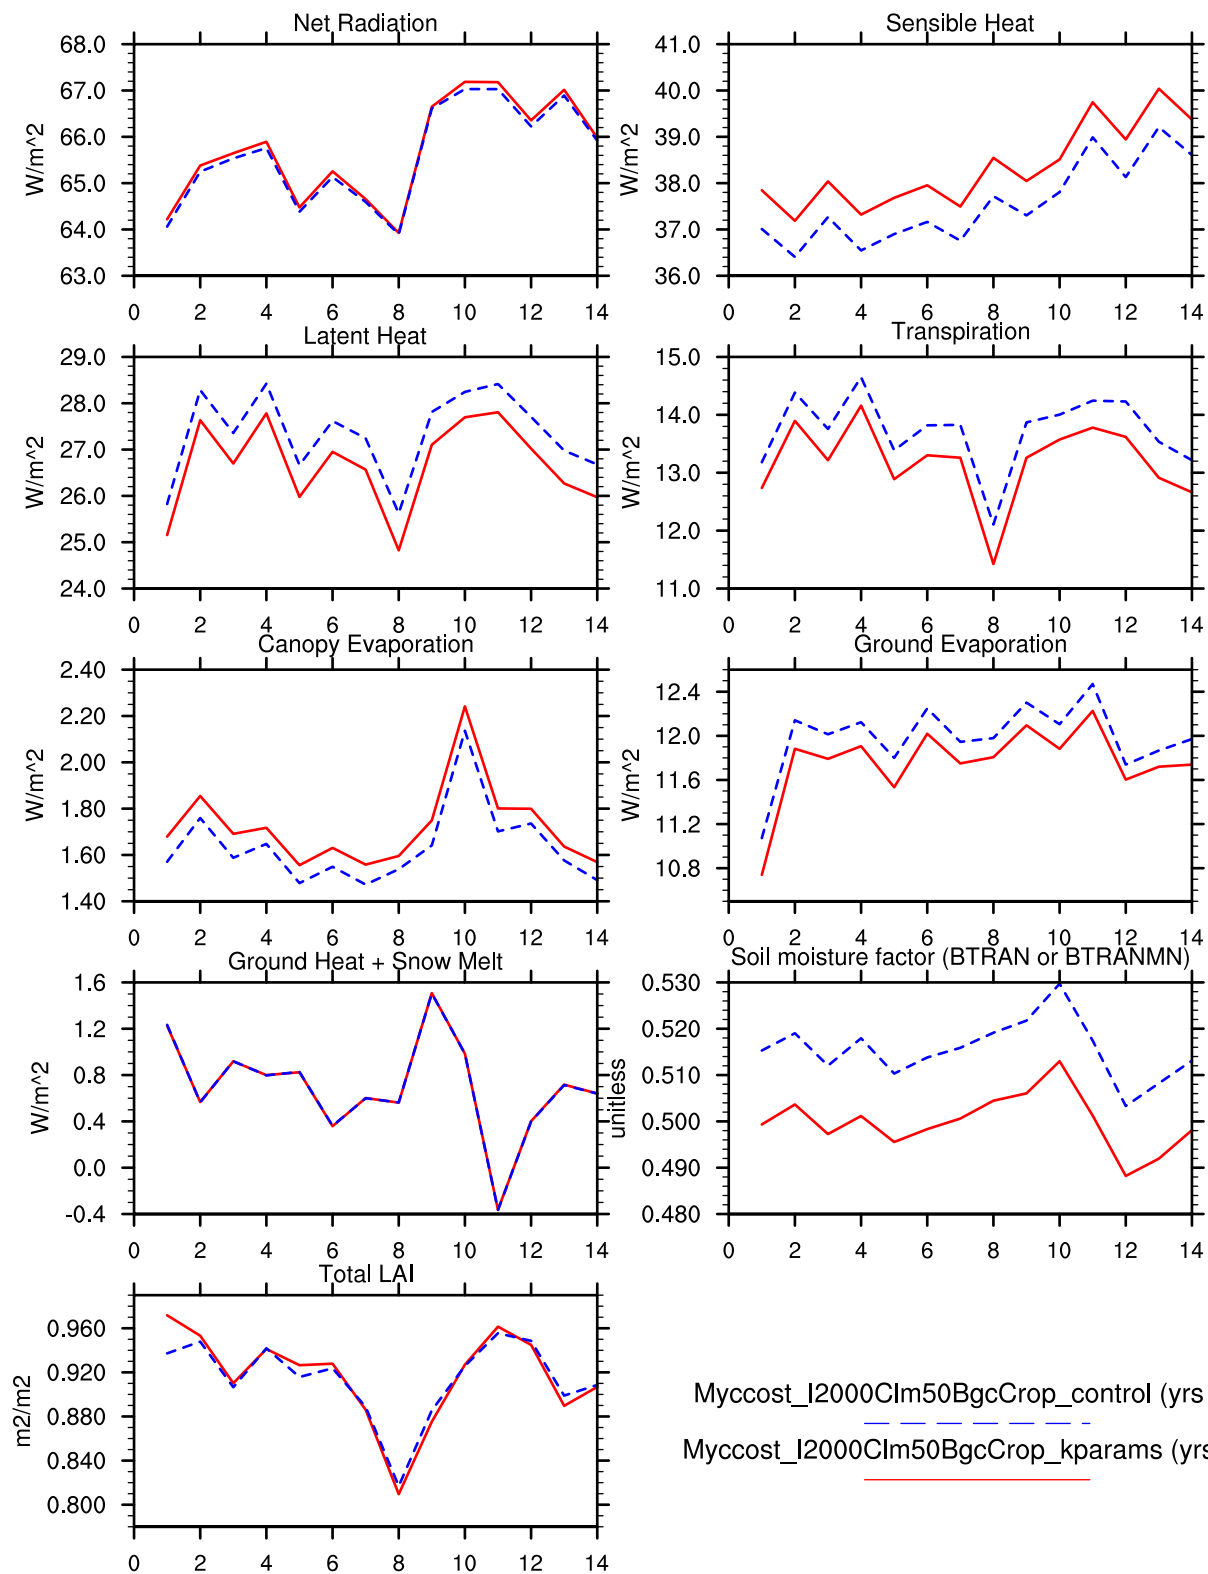 Net Radiation
68.0
67.0
66.0
65.0
64.0
63.0
W/m^2
0 2 4 6 8 10 12 14
Sensible Heat
41.0
40.0
39.0
38.0
37.0
36.0
W/m^2
0 2 4 6 8 10 12 14
Latent Heat
29.0
28.0
27.0
26.0
25.0
24.0
W/m^2
0 2 4 6 8 10 12 14
Transpiration
15.0
14.0
13.0
12.0
11.0
W/m^2
0 2 4 6 8 10 12 14
Canopy Evaporation
2.40
2.20
2.00
1.80
1.60
1.40
W/m^2
0 2 4 6 8 10 12 14
Ground Evaporation
12.4
12.0
11.6
11.2
10.8
W/m^2
0 2 4 6 8 10 12 14
Ground Heat + Snow Melt
1.6
1.2
0.8
0.4
0.0
-0.4
W/m^2
0 2 4 6 8 10 12 14
Soil moisture factor (BTRAN or BTRANMN)
0.530
0.520
0.510
0.500
0.490
0.480
unitless
0 2 4 6 8 10 12 14
Total LAI
0.960
0.920
0.880
0.840
0.800
m2/m2
0 2 4 6 8 10 12 14
Myccost_I2000Clm50BgcCrop_control (yrs
Myccost_I2000Clm50BgcCrop_kparams (yrs